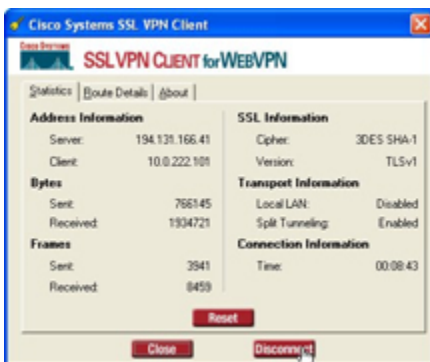 Cisco Systems SSL VPN Client
Cisco Systems
SSL VPN CLIENT for WEBVPN
Statistics | Route Details | About
Address Information
Server: 194.131.166.41
Client: 10.0.222.101
Bytes
Sent: 766145
Received: 1934721
Frames
Sent: 3941
Received: 8459
SSL Information
Cipher: 3DES SHA-1
Version: TLSv1
Transport Information
Local LAN: Disabled
Split Tunneling: Enabled
Connection Information
Time: 00:08:43
Reset
Close
Disconnect